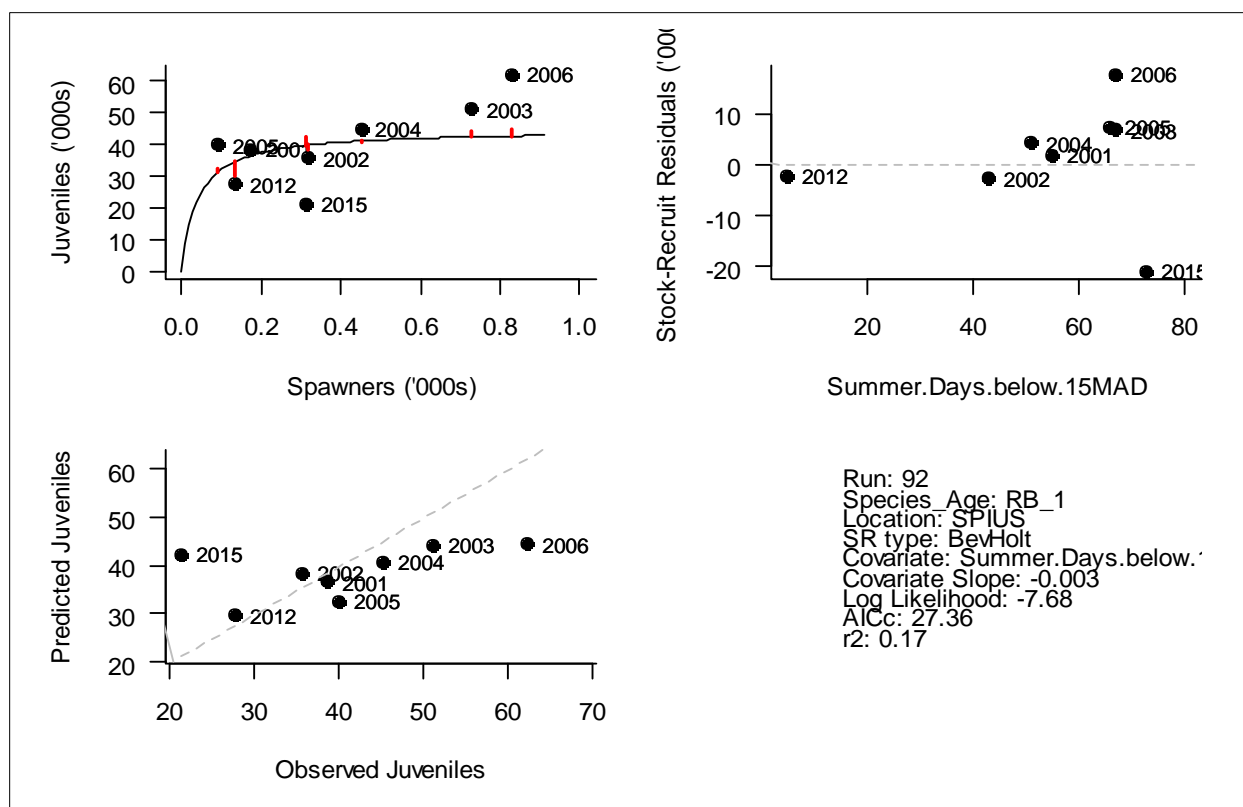 Juveniles ('000s)
60
50
40
30
20
10
0
2006
2003
2004
2005
200
2002
2012
2015
0.0 0.2 0.4 0.6 0.8 1.0
Spawners ('000s)
Stock-Recruit Residuals ('00
10
0
-10
-20
2006
2005
2004
2001
2012
2002
2015
20 40 60 80
Summer.Days.below.15MAD
Predicted Juveniles
60
50
40
30
20
2015
2003
2006
2004
2002
2001
2005
2012
20 30 40 50 60 70
Observed Juveniles
Run: 92
Species_Age: RB_1
Location: SPIUS
SR type: BevHolt
Covariate: Summer.Days.below.
Covariate Slope: -0.003
Log Likelihood: -7.68
AICc: 27.36
r2: 0.17